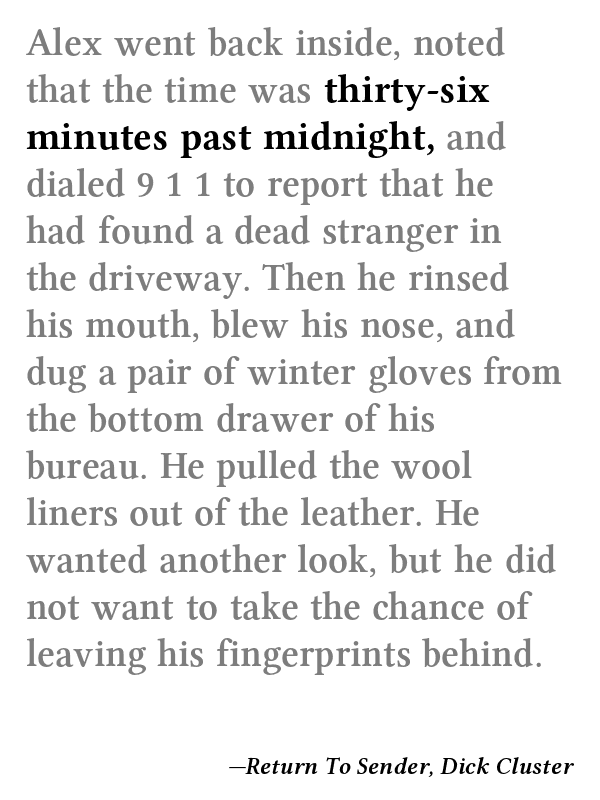 Alex went back inside, noted
that the time was thirty-six
minutes past midnight, and
dialed 9 1 1 to report that he
had found a dead stranger in
the driveway. Then he rinsed
his mouth, blew his nose, and
dug a pair of winter gloves from
the bottom drawer of his
bureau. He pulled the wool
liners out of the leather. He
wanted another look, but he did
not want to take the chance of
leaving his fingerprints behind.
—Return To Sender, Dick Cluster